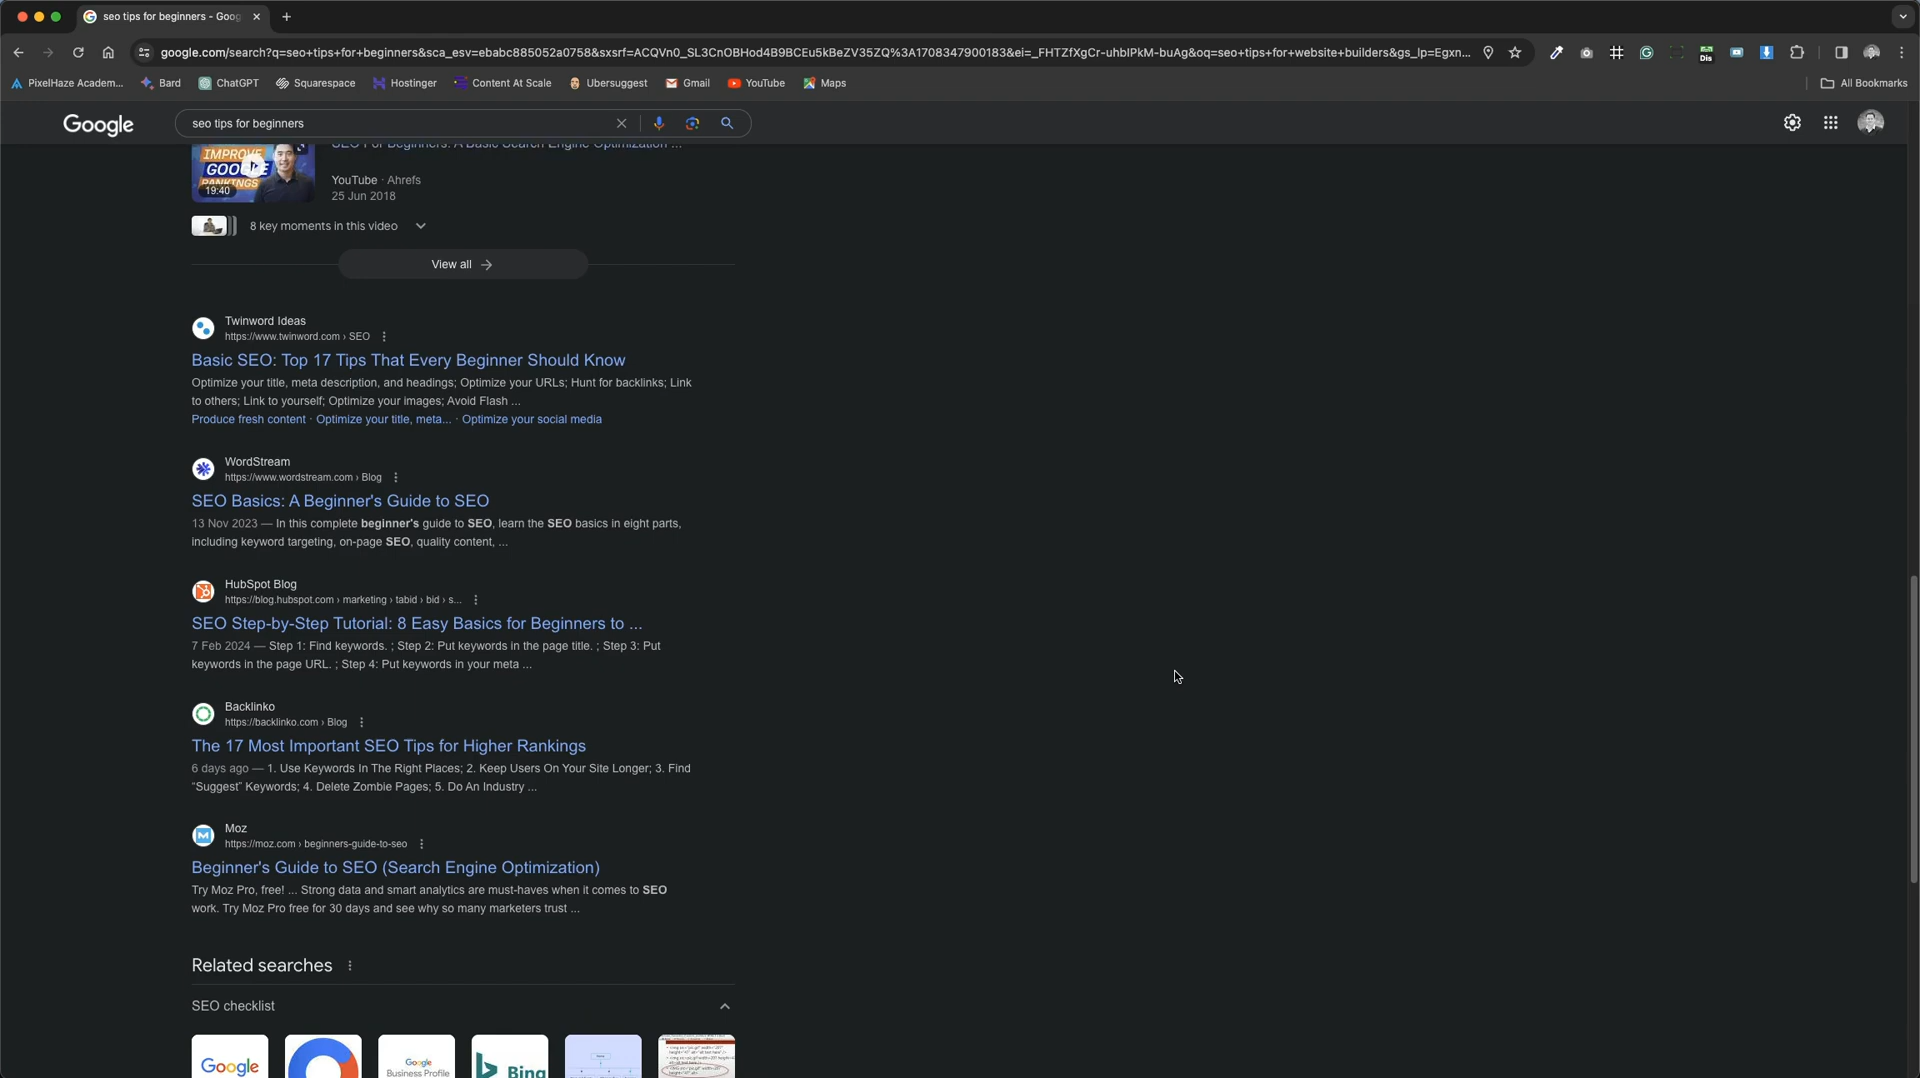 seo tips for beginners - Goog
google.com/search?q=seo+tips+for+beginners&sca_esv=ebabc885052a0758&sxsrf=ACQVn0_SL3CnOBHod4B9BCEu5kBeZV35ZQ%3A1708347900183&ei=_FHTZfXgCr-uhbIPkM-buAg&oq=seo+tips+for+website+builders&gs_lp=Egxn...
Dis
PixelHaze Academ...
Bard
ChatGPT
Squarespace
Hostinger
Content At Scale
Ubersuggest
Gmail
YouTube
Maps
All Bookmarks
Google
seo tips for beginners
SEO For Beginners: A Basic Search Engine Optimization ...
IMPROVE
GOOGLE
RANKINGS
19:40
YouTube · Ahrefs
25 Jun 2018
8 key moments in this video
View all
Twinword Ideas
https://www.twinword.com › SEO
Basic SEO: Top 17 Tips That Every Beginner Should Know
Optimize your title, meta description, and headings; Optimize your URLs; Hunt for backlinks; Link
to others; Link to yourself; Optimize your images; Avoid Flash ...
Produce fresh content · Optimize your title, meta... · Optimize your social media
WordStream
https://www.wordstream.com › Blog
SEO Basics: A Beginner's Guide to SEO
13 Nov 2023 — In this complete beginner's guide to SEO, learn the SEO basics in eight parts,
including keyword targeting, on-page SEO, quality content, ...
HubSpot Blog
https://blog.hubspot.com › marketing › tabid › bid › s...
SEO Step-by-Step Tutorial: 8 Easy Basics for Beginners to ...
7 Feb 2024 — Step 1: Find keywords. ; Step 2: Put keywords in the page title. ; Step 3: Put
keywords in the page URL. ; Step 4: Put keywords in your meta ...
Backlinko
https://backlinko.com › Blog
The 17 Most Important SEO Tips for Higher Rankings
6 days ago — 1. Use Keywords In The Right Places; 2. Keep Users On Your Site Longer; 3. Find
"Suggest" Keywords; 4. Delete Zombie Pages; 5. Do An Industry ...
Moz
https://moz.com › beginners-guide-to-seo
Beginner's Guide to SEO (Search Engine Optimization)
Try Moz Pro, free! ... Strong data and smart analytics are must-haves when it comes to SEO
work. Try Moz Pro free for 30 days and see why so many marketers trust ...
Related searches
SEO checklist
Google
Google
Business Profile
Bing